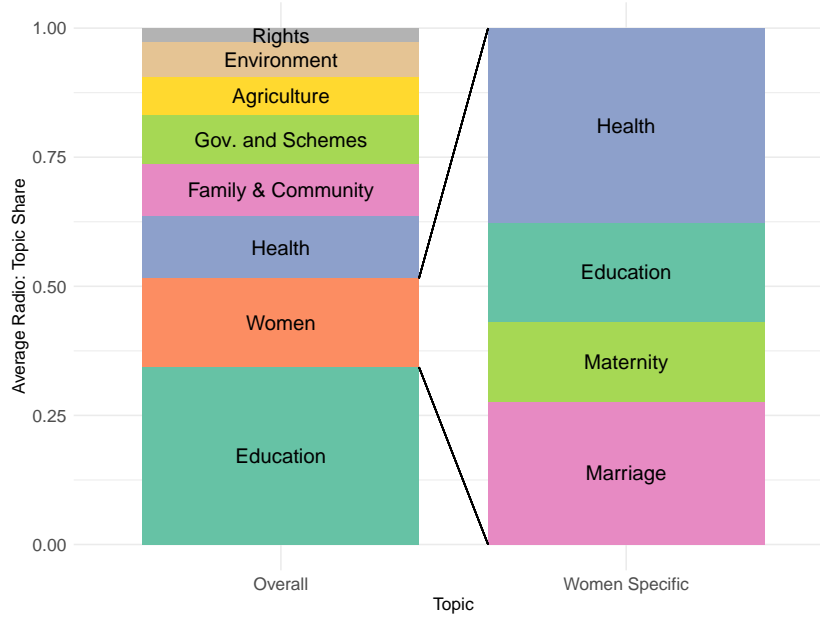 1.00
0.75
0.50
0.25
0.00
Average Radio: Topic Share
Rights
Environment
Agriculture
Gov. and Schemes
Family & Community
Health
Women
Education
Health
Education
Maternity
Marriage
Overall
Women Specific
Topic